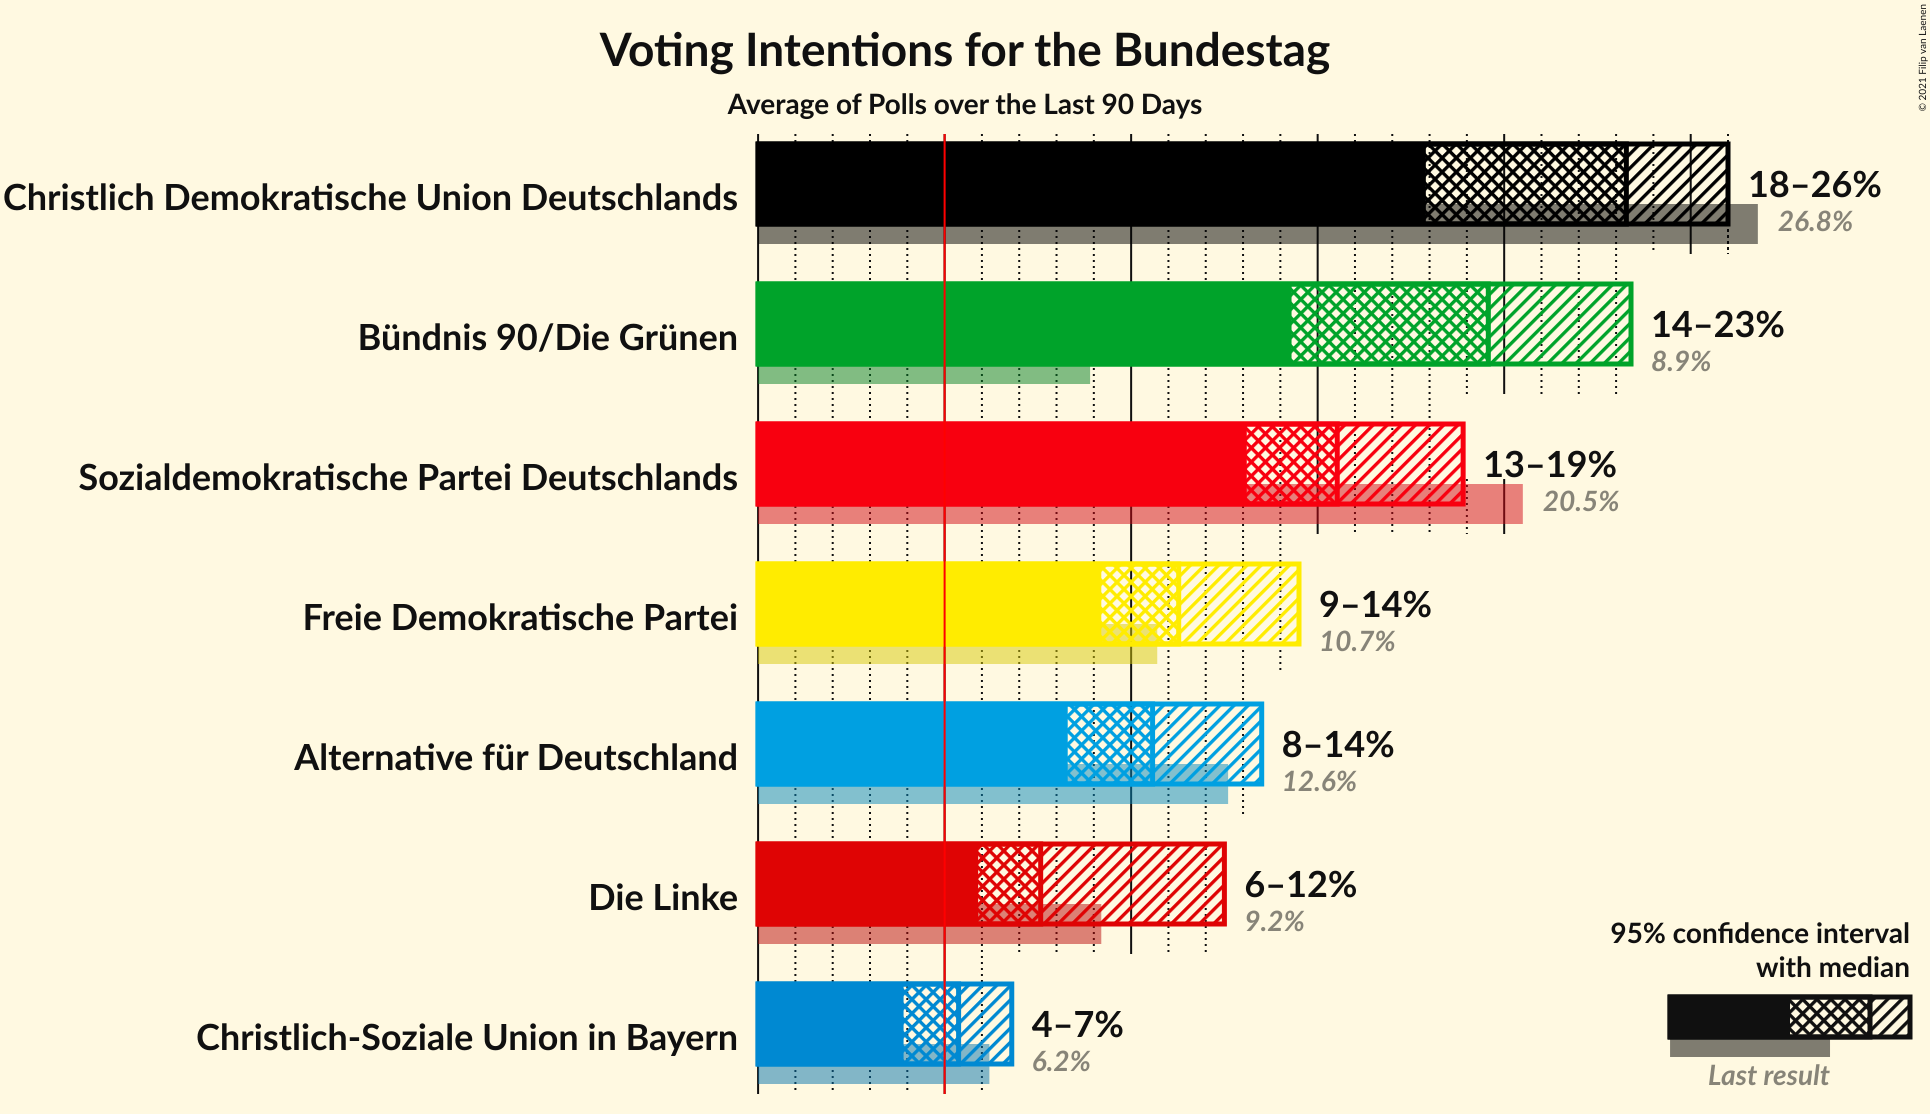 Voting Intentions for the Bundestag
Average of Polls over the Last 90 Days
© 2021 Filip van Laenen
Christlich Demokratische Union Deutschlands
18–26%
26.8%
Bündnis 90/Die Grünen
14–23%
8.9%
Sozialdemokratische Partei Deutschlands
13–19%
20.5%
Freie Demokratische Partei
9–14%
10.7%
Alternative für Deutschland
8–14%
12.6%
Die Linke
6–12%
9.2%
Christlich-Soziale Union in Bayern
4–7%
6.2%
95% confidence interval
with median
Last result